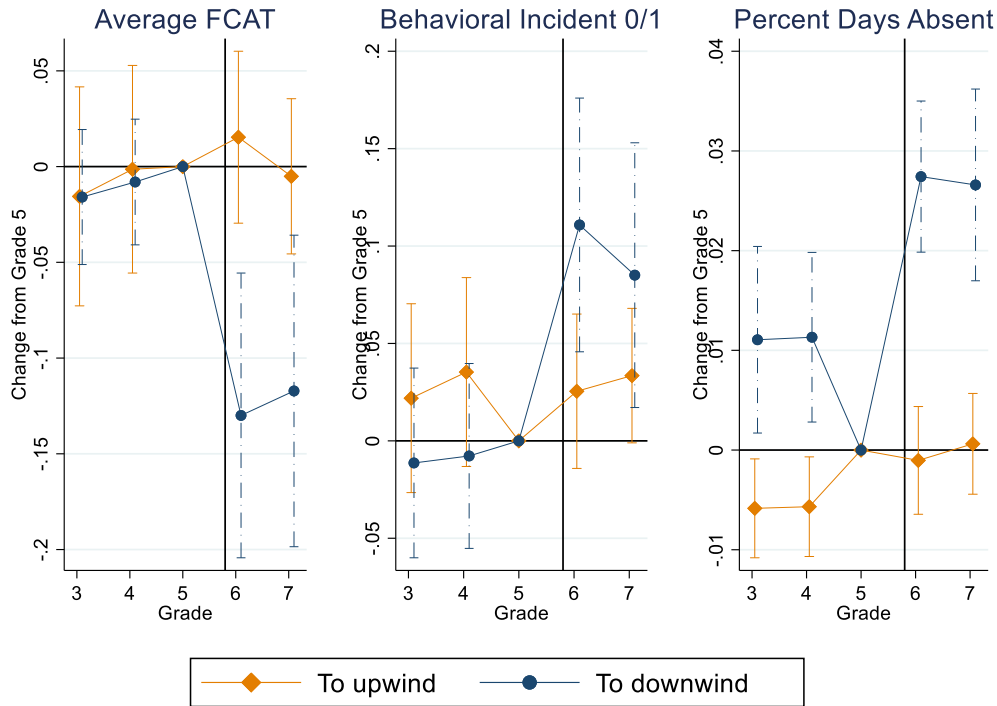 Average FCAT
Change from Grade 5
.05
0
-.05
-.1
-.15
-.2
3 4 5 6 7
Grade
Behavioral Incident 0/1
Change from Grade 5
.2
.15
.1
.05
0
-.05
3 4 5 6 7
Grade
Percent Days Absent
Change from Grade 5
.04
.03
.02
.01
0
-.01
3 4 5 6 7
Grade
To upwind To downwind